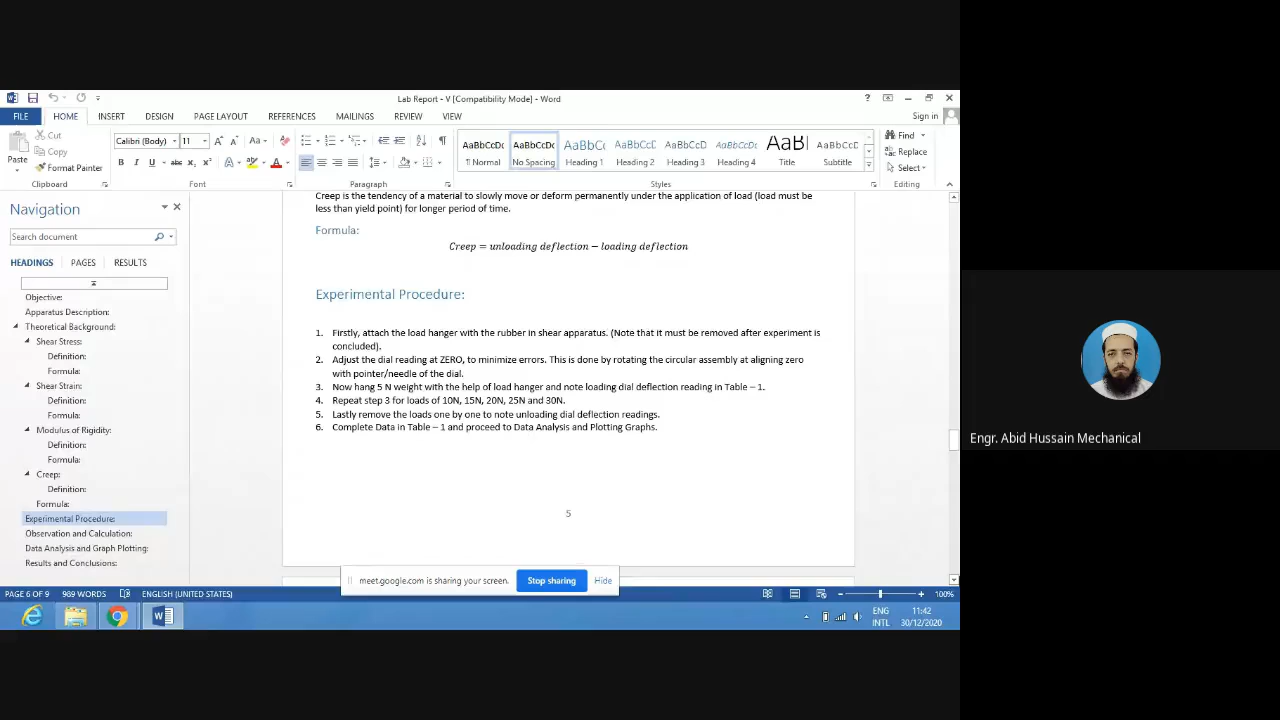 Lab Report - V [Compatibility Mode] - Word
FILE HOME INSERT DESIGN PAGE LAYOUT REFERENCES MAILINGS REVIEW VIEW Sign in
Paste Cut
Copy
Format Painter
Calibri (Body) 11
AaBbCcDc AaBbCcDc AaBbCc AaBbCcD AaBbCcD AaBbCcD AaBl AaBbCcD
¶ Normal No Spacing Heading 1 Heading 2 Heading 3 Heading 4 Title Subtitle
Find
Replace
Select
Clipboard Font Paragraph Styles Editing
Navigation
Search document
HEADINGS PAGES RESULTS
Objective:
Apparatus Description:
Theoretical Background:
Shear Stress:
Definition:
Formula:
Shear Strain:
Definition:
Formula:
Modulus of Rigidity:
Definition:
Formula:
Creep:
Definition:
Formula:
Experimental Procedure:
Observation and Calculation:
Data Analysis and Graph Plotting:
Results and Conclusions:
Creep is the tendency of a material to slowly move or deform permanently under the application of load (load must be
less than yield point) for longer period of time.
Formula:
Creep = unloading deflection − loading deflection
Experimental Procedure:
1. Firstly, attach the load hanger with the rubber in shear apparatus. (Note that it must be removed after experiment is
concluded).
2. Adjust the dial reading at ZERO, to minimize errors. This is done by rotating the circular assembly at aligning zero
with pointer/needle of the dial.
3. Now hang 5 N weight with the help of load hanger and note loading dial deflection reading in Table – 1.
4. Repeat step 3 for loads of 10N, 15N, 20N, 25N and 30N.
5. Lastly remove the loads one by one to note unloading dial deflection readings.
6. Complete Data in Table – 1 and proceed to Data Analysis and Plotting Graphs.
5
meet.google.com is sharing your screen. Stop sharing Hide
PAGE 6 OF 9 989 WORDS ENGLISH (UNITED STATES) 100%
ENG 11:42
INTL 30/12/2020
Engr. Abid Hussain Mechanical